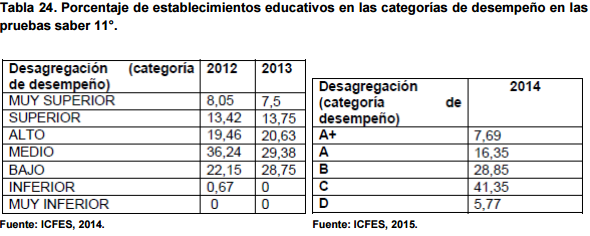 Tabla 24. Porcentaje de establecimientos educativos en las categorías de desempeño en las
pruebas saber 11°.
Desagregación (categoría de desempeño) 2012 2013
MUY SUPERIOR 8,05 7,5
SUPERIOR 13,42 13,75
ALTO 19,46 20,63
MEDIO 36,24 29,38
BAJO 22,15 28,75
INFERIOR 0,67 0
MUY INFERIOR 0 0
Fuente: ICFES, 2014.
Desagregación (categoría de desempeño) 2014
A+ 7,69
A 16,35
B 28,85
C 41,35
D 5,77
Fuente: ICFES, 2015.